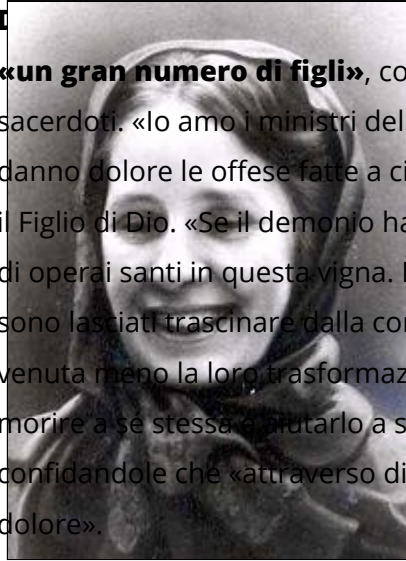 «un gran numero di figli», co
sacerdoti. «Io amo i ministri del
danno dolore le offese fatte a ci
il Figlio di Dio. «Se il demonio ha
di operai santi in questa vigna.
sono lasciati trascinare dalla co
venuta meno la loro trasformaz
morire a sé stessa e aiutarlo a s
confidandole che «attraverso di
dolore».